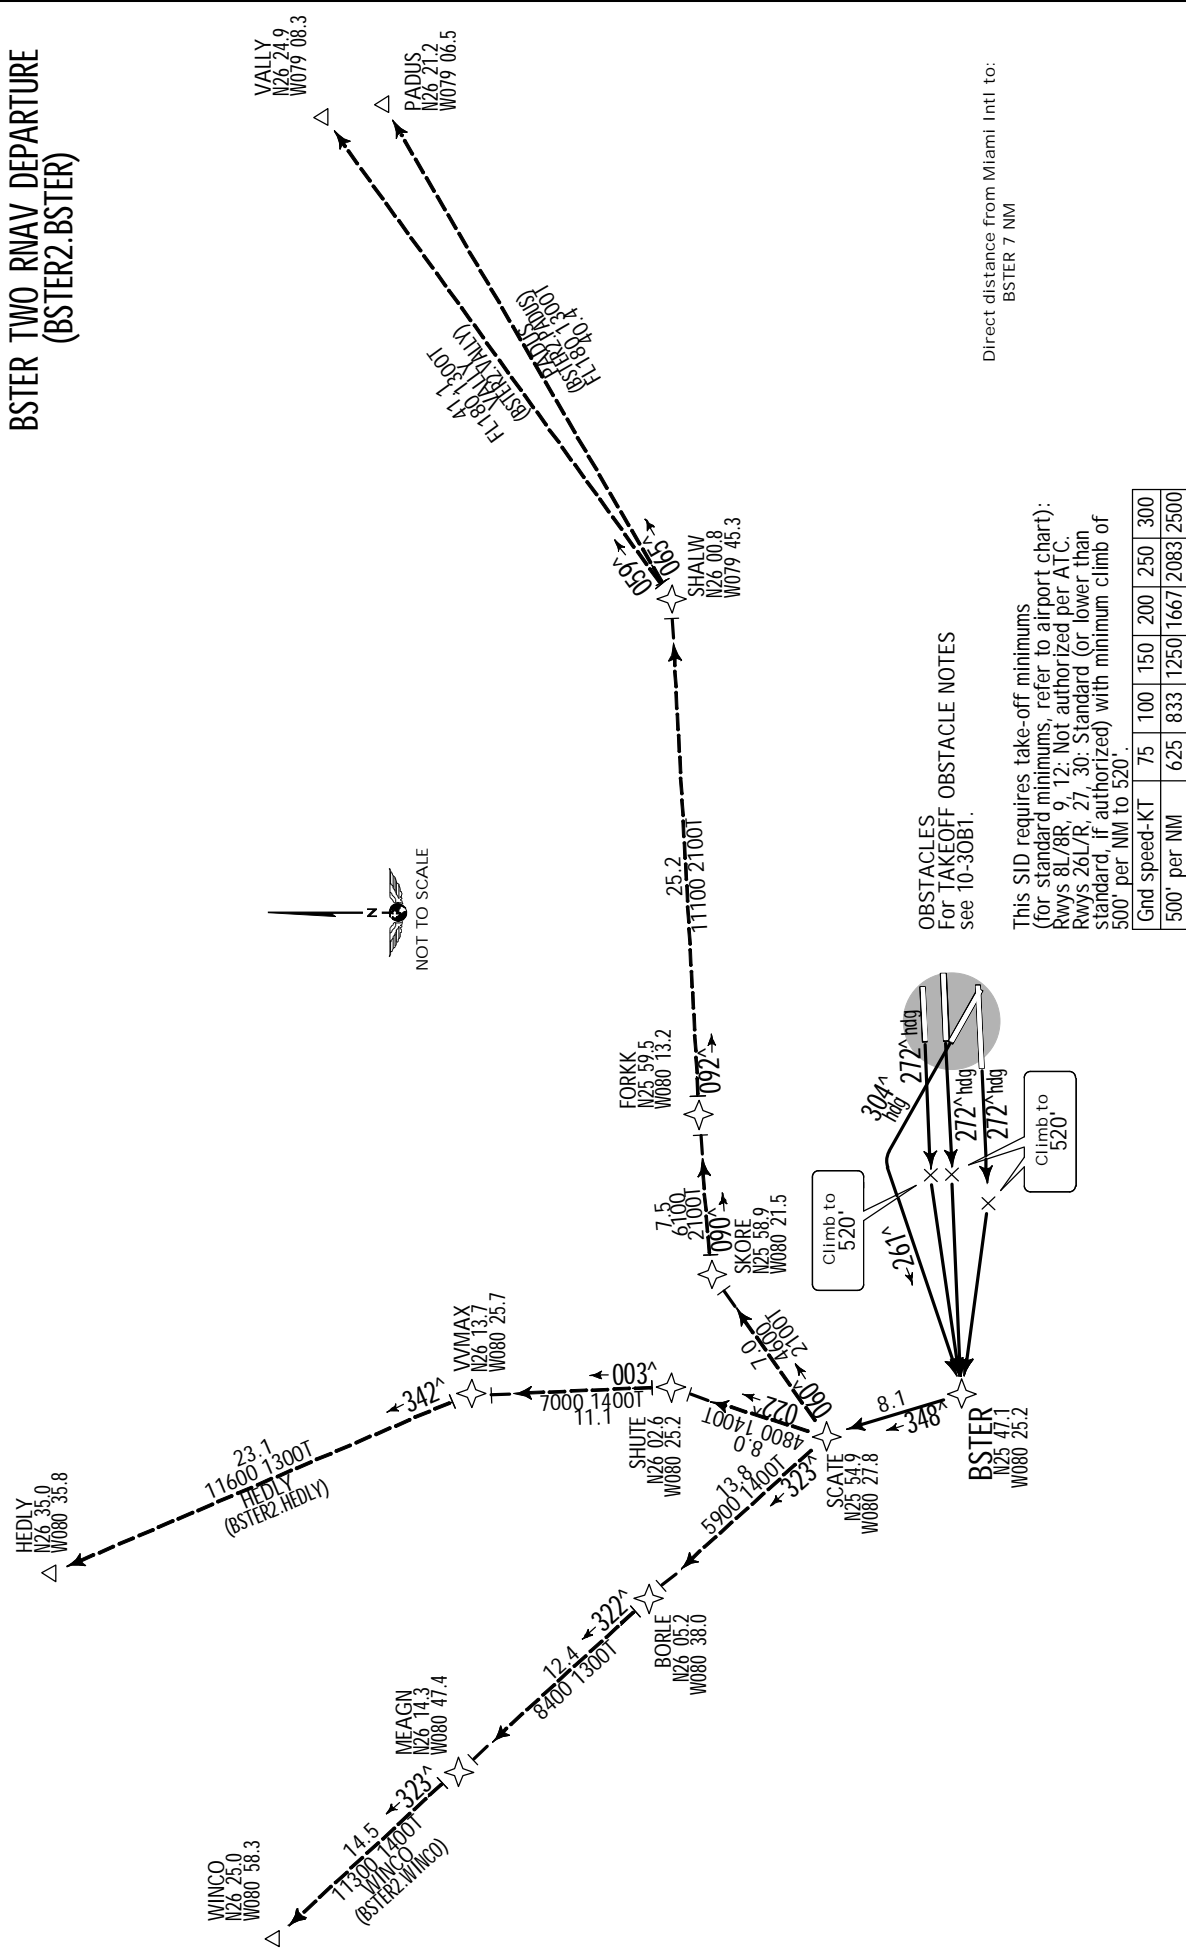 BSTER TWO RNAV DEPARTURE
(BSTER2.BSTER)
VALLY
N26 24.9
W079 08.3
PADUS
N26 21.2
W079 06.5
41.1
FL180 1300T
VALLY
(BSTER2.VALLY)
PADUS
(BSTER2.PADUS)
FL180 1300T
40.4
059^
065^
SHALW
N26 00.8
W079 45.3
25.2
11100 2100T
N
NOT TO SCALE
FORKK
N25 59.5
W080 13.2
092^
7.5
6100
2100T
090^
SKORE
N25 58.9
W080 21.5
7.0
4600
2100T
060^
HEDLY
N26 35.0
W080 35.8
23.1
11600 1300T
HEDLY
(BSTER2.HEDLY)
342^
VVMAX
N26 13.7
W080 25.7
003^
7000 1400T
11.1
SHUTE
N26 02.6
W080 25.2
022^
4800 1400T
8.0
WINCO
N26 25.0
W080 58.3
14.5
11300 1400T
WINCO
(BSTER2.WINCO)
323^
MEAGN
N26 14.3
W080 47.4
12.4
8400 1300T
322^
BORLE
N26 05.2
W080 38.0
13.8
5900 1400T
323^
SCATE
N25 54.9
W080 27.8
8.1
348^
BSTER
N25 47.1
W080 25.2
304^
hdg
272^ hdg
272^ hdg
272^ hdg
261^
Climb to
520'
Climb to
520'
Direct distance from Miami Intl to:
BSTER 7 NM
OBSTACLES
For TAKEOFF OBSTACLE NOTES
see 10-3OB1.
This SID requires take-off minimums
(for standard minimums, refer to airport chart):
Rwys 8L/8R, 9, 12: Not authorized per ATC.
Rwys 26L/R, 27, 30: Standard (or lower than
standard, if authorized) with minimum climb of
500' per NM to 520'.
Gnd speed-KT 75 100 150 200 250 300
500' per NM 625 833 1250 1667 2083 2500